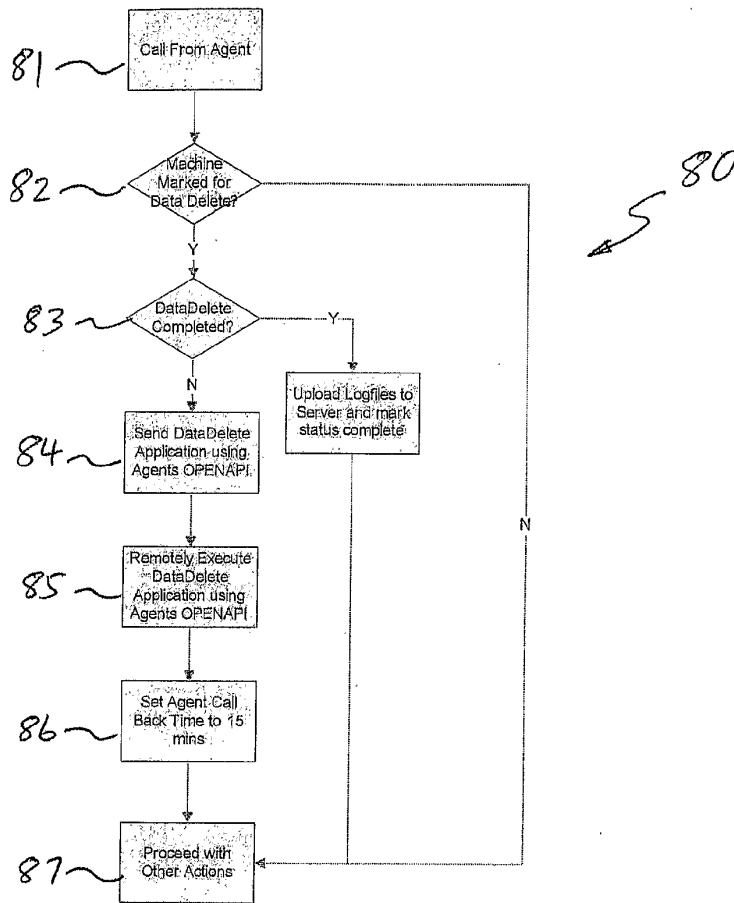 81
Call From Agent
80
82
Machine
Marked for
Data Delete?
Y
83
DataDelete
Completed?
Y
N
Upload Logfiles to
Server and mark
status complete
84
Send DataDelete
Application using
Agents OPENAPI
N
85
Remotely Execute
DataDelete
Application using
Agents OPENAPI
86
Set Agent Call
Back Time to 15
mins
87
Proceed with
Other Actions